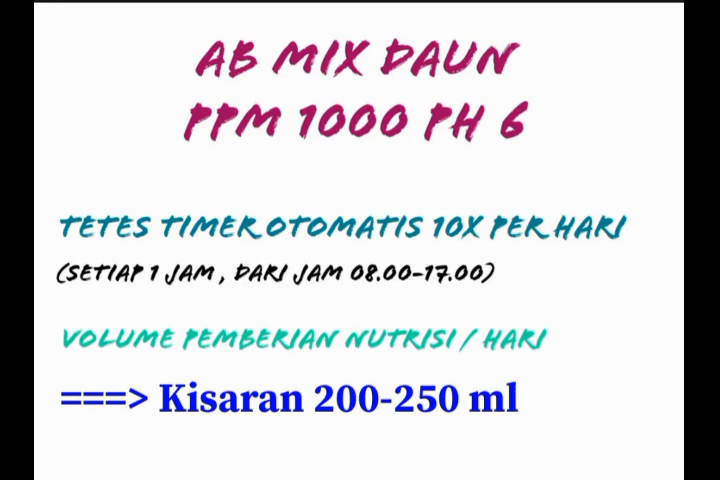 AB MIX DAUN
PPM 1000 PH 6
TETES TIMER OTOMATIS 10X PER HARI
(SETIAP 1 JAM, DARI JAM 08.00-17.00)
VOLUME PEMBERIAN NUTRISI / HARI
===> Kisaran 200-250 ml